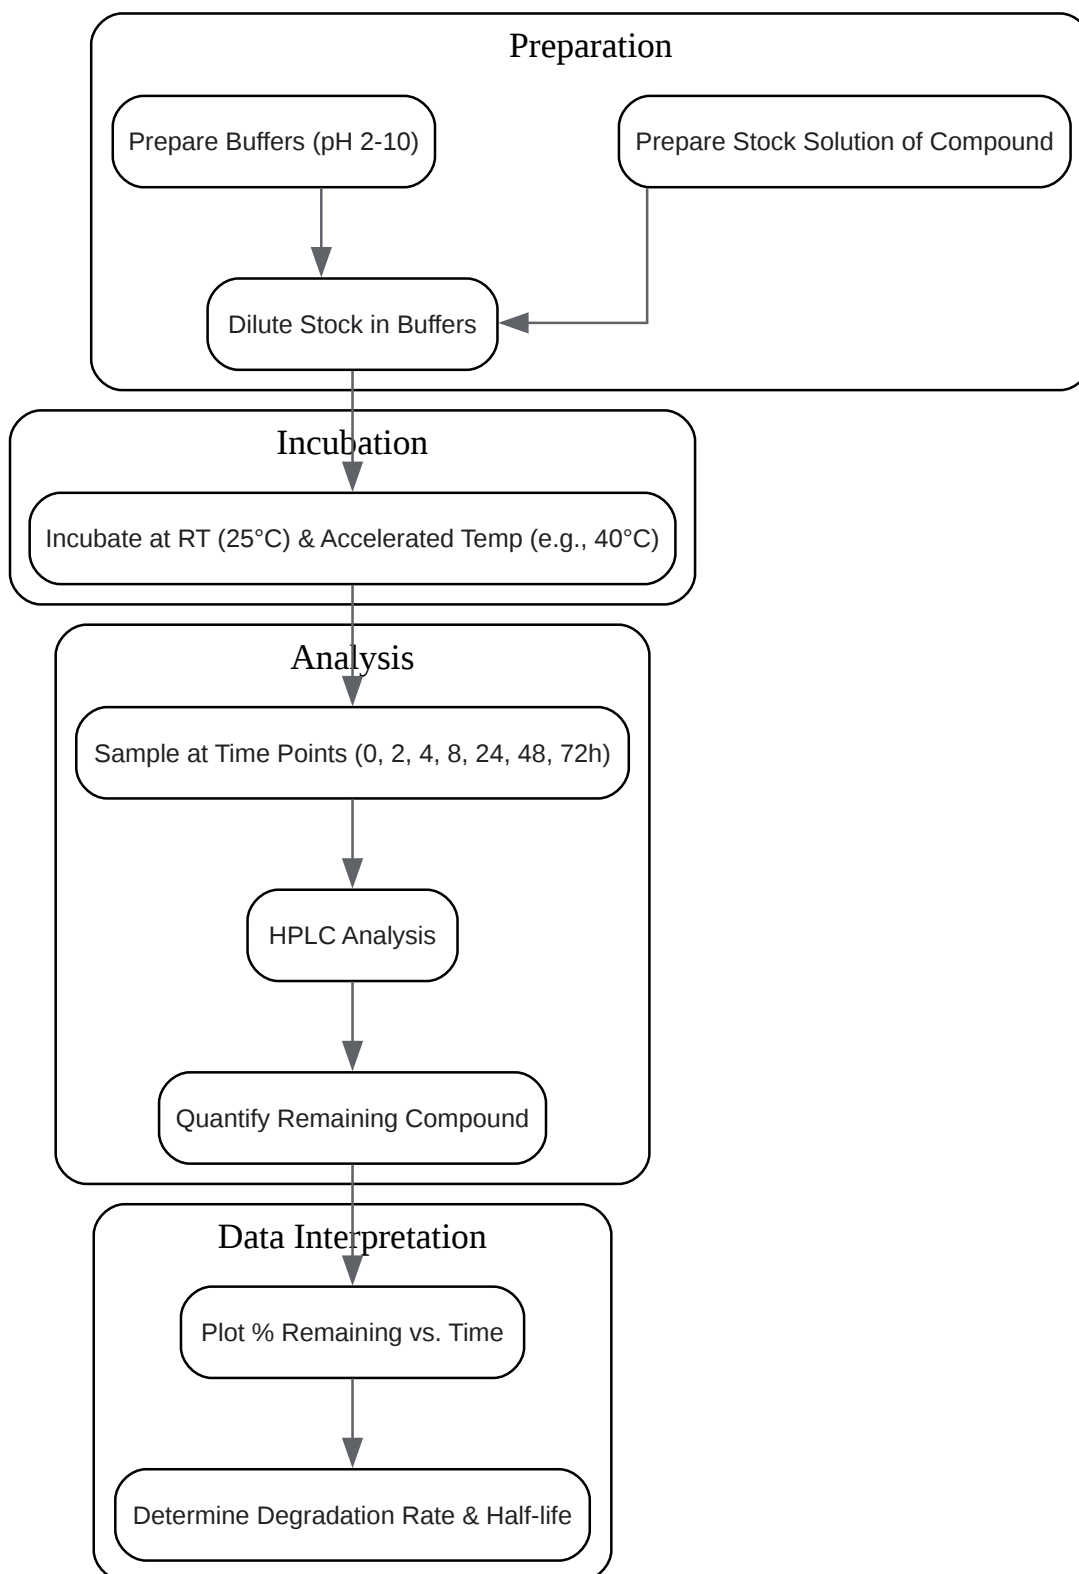 Preparation
Prepare Buffers (pH 2-10)
Prepare Stock Solution of Compound
Dilute Stock in Buffers
Incubation
Incubate at RT (25°C) & Accelerated Temp (e.g., 40°C)
Analysis
Sample at Time Points (0, 2, 4, 8, 24, 48, 72h)
HPLC Analysis
Quantify Remaining Compound
Data Interpretation
Plot % Remaining vs. Time
Determine Degradation Rate & Half-life